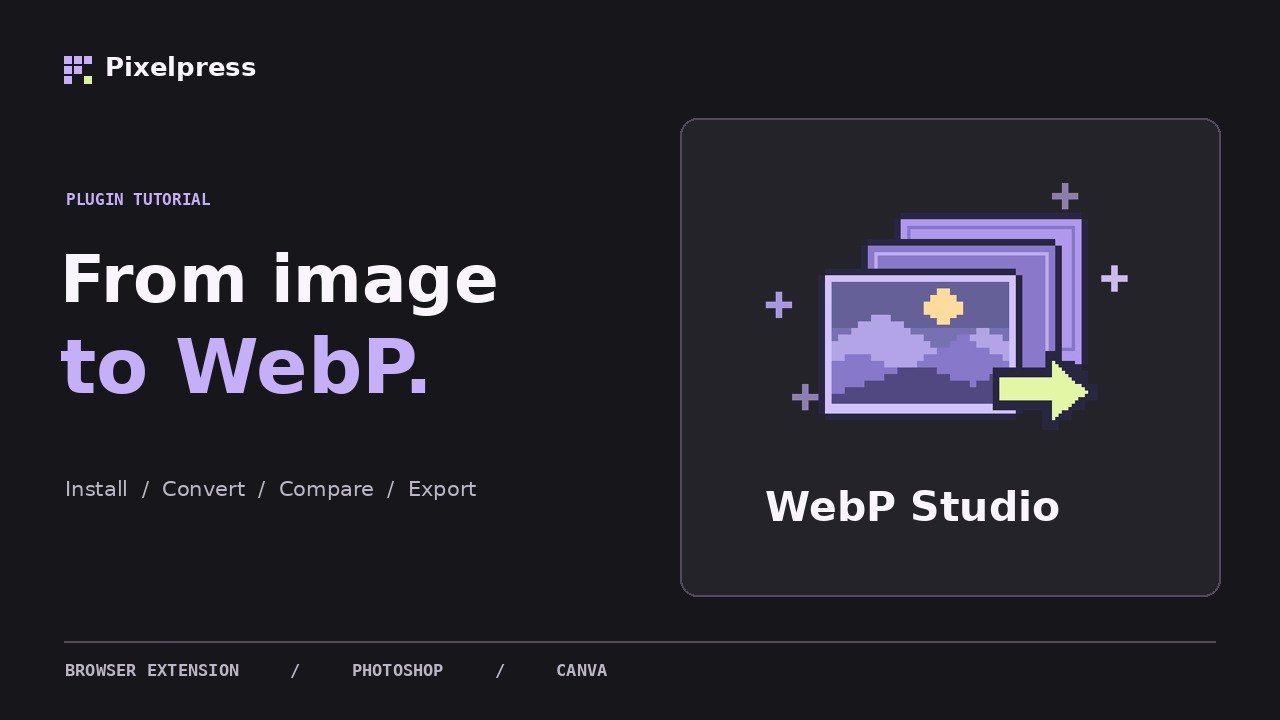 Pixelpress
PLUGIN TUTORIAL
From image
to WebP.
Install / Convert / Compare / Export
WebP Studio
BROWSER EXTENSION / PHOTOSHOP / CANVA